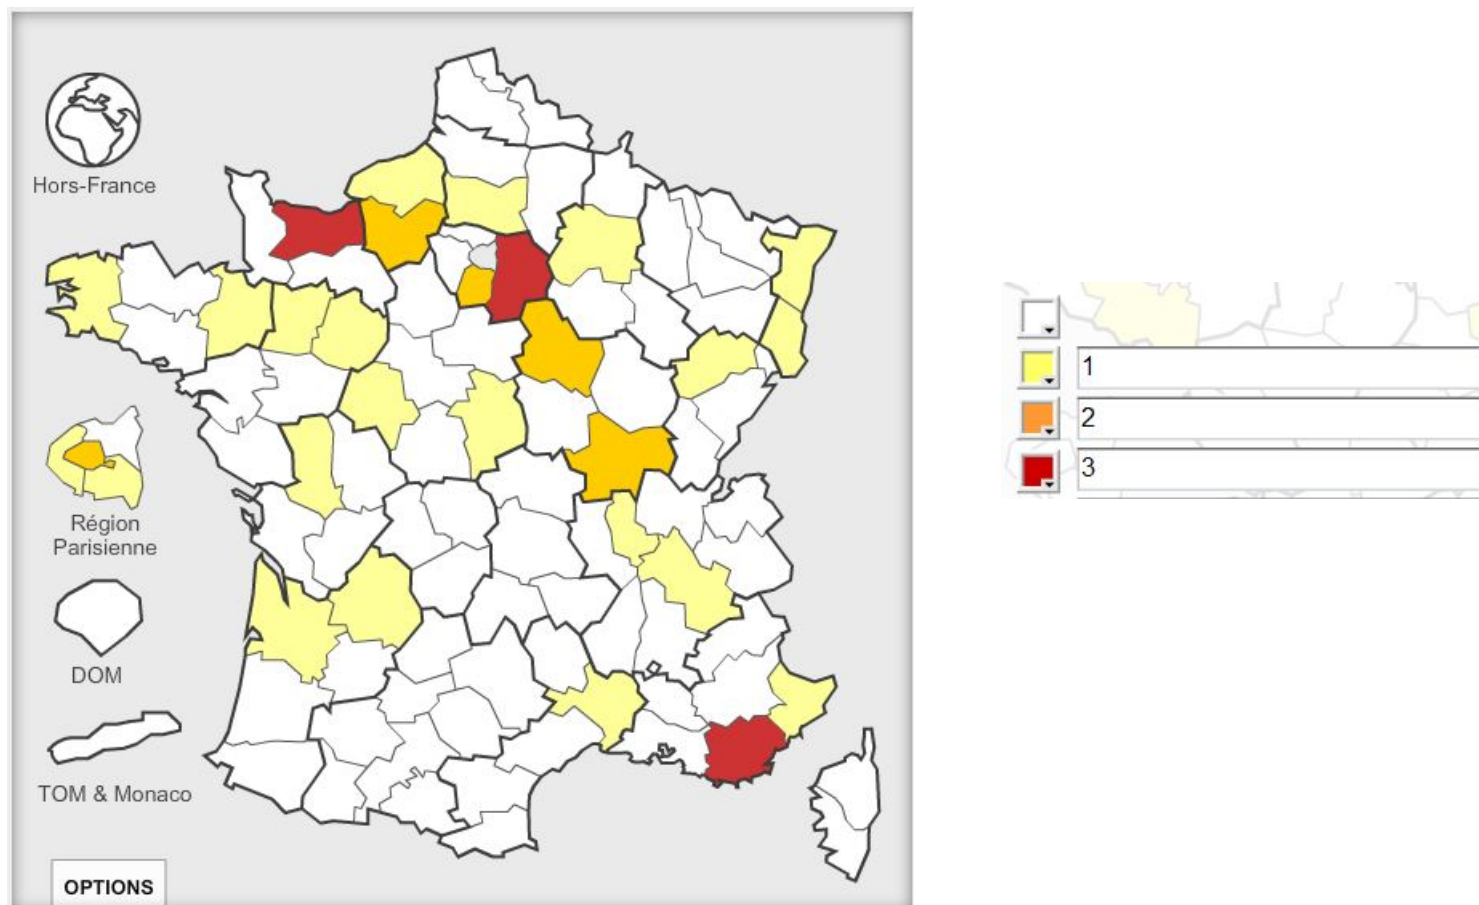 Hors-France
Région
Parisienne
DOM
TOM & Monaco
OPTIONS
1
2
3